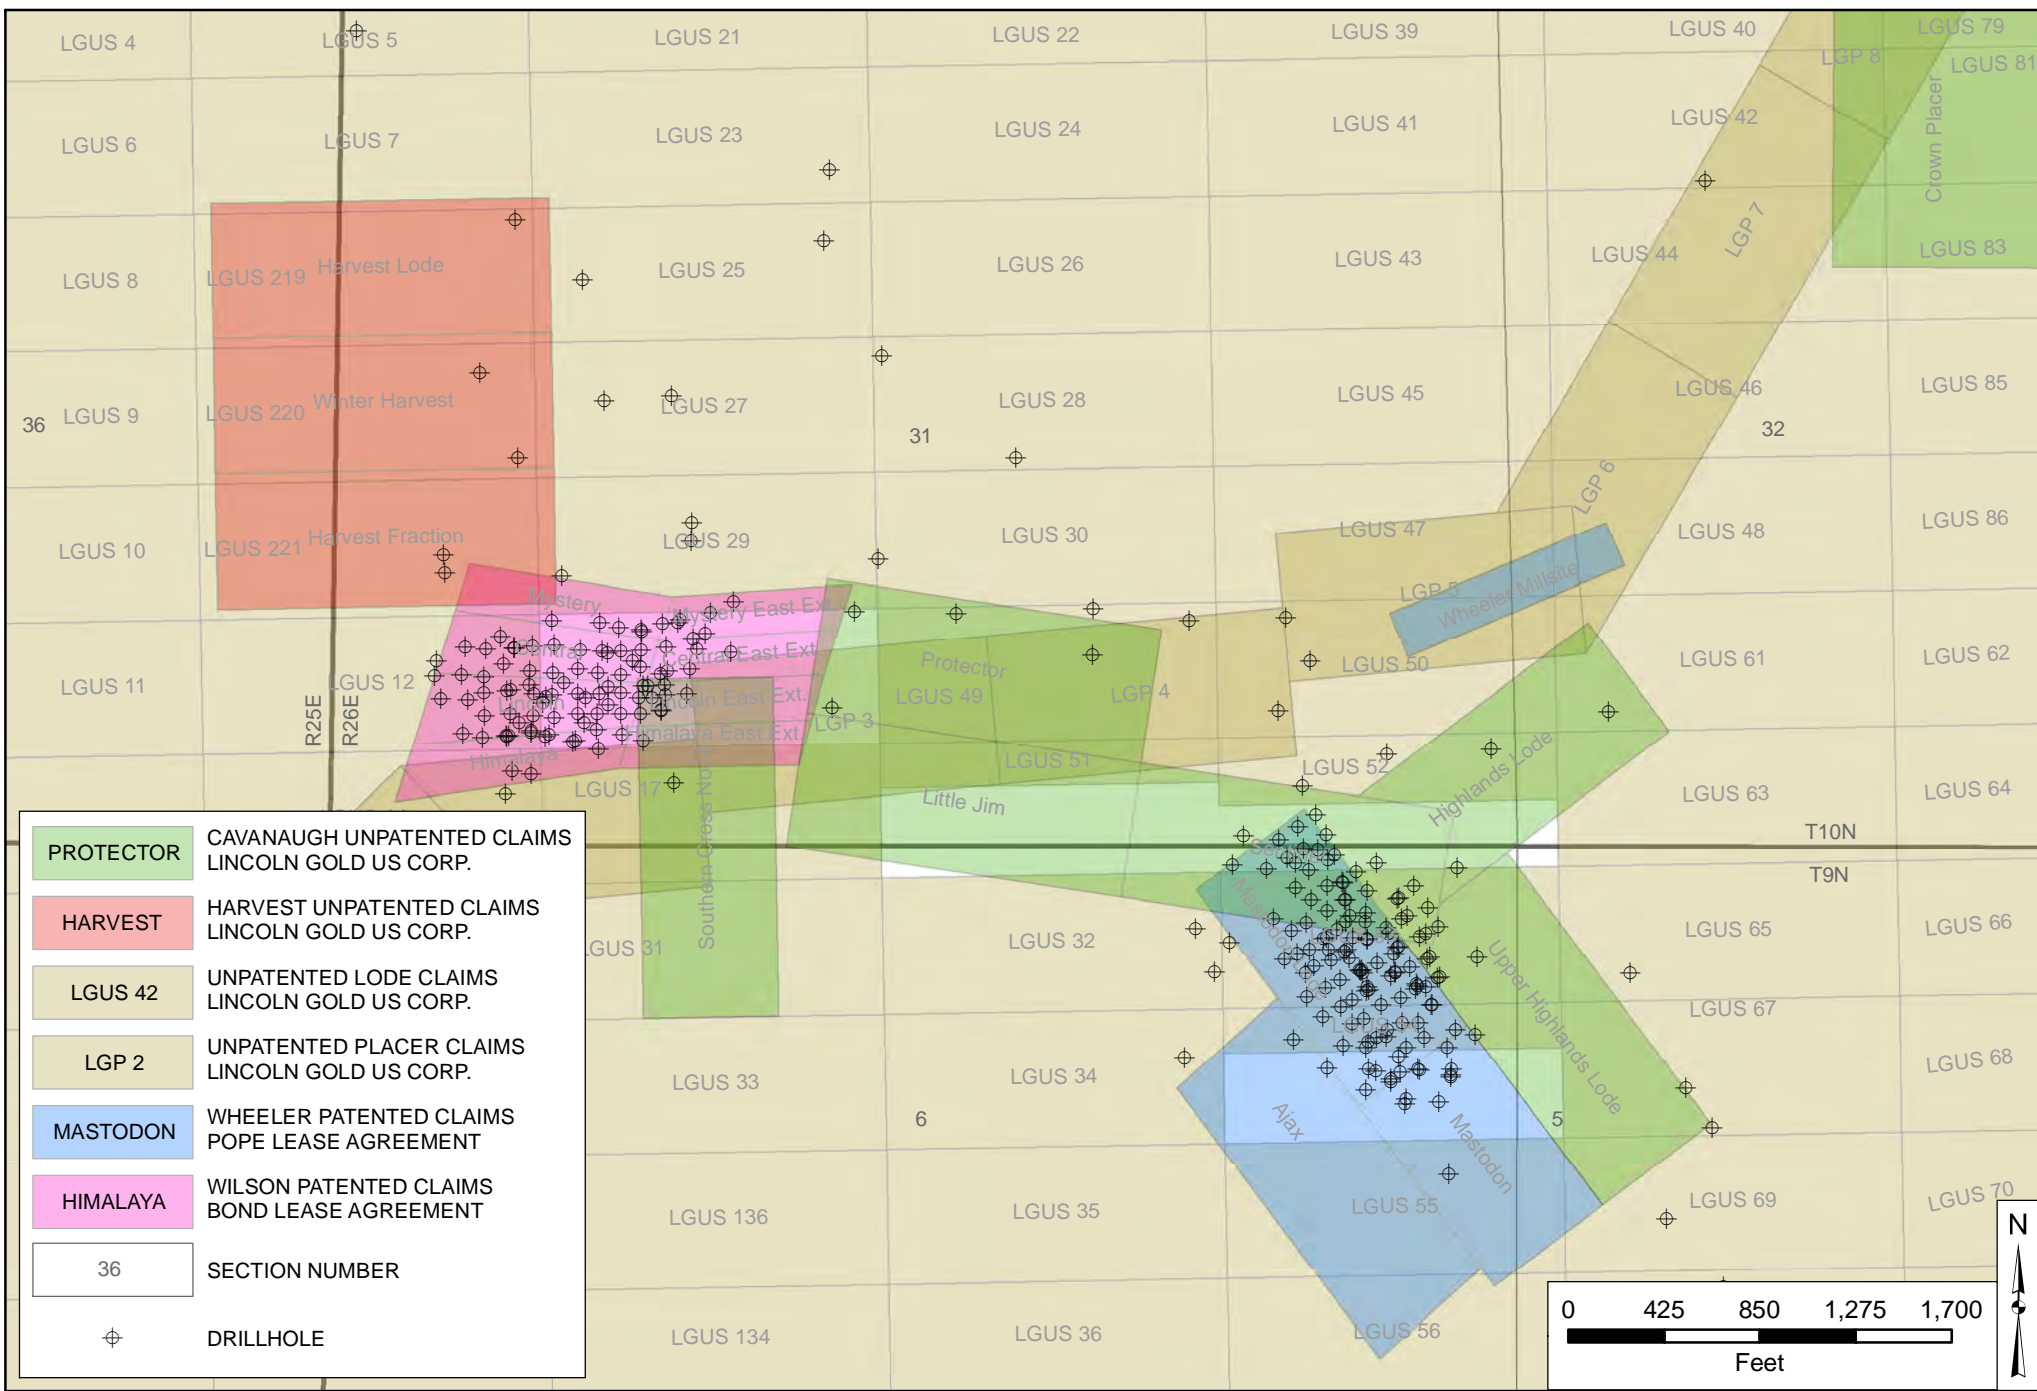 LGUS 4
LGUS 5
LGUS 21
LGUS 22
LGUS 39
LGUS 40
LGUS 79
LGP 8
LGUS 81
LGUS 6
LGUS 7
LGUS 23
LGUS 24
LGUS 41
LGUS 42
Crown Placer
LGUS 8
LGUS 219
Harvest Lode
LGUS 25
LGUS 26
LGUS 43
LGUS 44
LGP 7
LGUS 83
36
LGUS 9
LGUS 220
Winter Harvest
LGUS 27
LGUS 28
31
LGUS 45
LGUS 46
32
LGUS 85
LGUS 10
LGUS 221
Harvest Fraction
LGUS 29
LGUS 30
LGUS 47
LGP 6
LGUS 48
LGUS 86
LGP 5
Wheeler Millsite
Mystery
Mystery East Ext.
Central
Central East Ext.
Protector
LGUS 50
LGUS 61
LGUS 62
LGUS 11
LGUS 12
R25E
R26E
Lincoln
Lincoln East Ext.
LGUS 49
LGP 4
LGP 3
Himalaya
Himalaya East Ext.
LGUS 17
LGUS 51
LGUS 52
Highlands Lode
LGUS 63
LGUS 64
Little Jim
Southern Cross No. 4
T10N
T9N
Mastodon
LGUS 31
LGUS 32
LGUS 65
LGUS 66
Upper Highlands Lode
LGUS 67
LGUS 33
LGUS 34
LGUS 68
6
5
Ajax
Mastodon
LGUS 136
LGUS 35
LGUS 55
LGUS 69
LGUS 70
LGUS 134
LGUS 36
LGUS 56
PROTECTOR
CAVANAUGH UNPATENTED CLAIMS
LINCOLN GOLD US CORP.
HARVEST
HARVEST UNPATENTED CLAIMS
LINCOLN GOLD US CORP.
LGUS 42
UNPATENTED LODE CLAIMS
LINCOLN GOLD US CORP.
LGP 2
UNPATENTED PLACER CLAIMS
LINCOLN GOLD US CORP.
MASTODON
WHEELER PATENTED CLAIMS
POPE LEASE AGREEMENT
HIMALAYA
WILSON PATENTED CLAIMS
BOND LEASE AGREEMENT
36
SECTION NUMBER
DRILLHOLE
0 425 850 1,275 1,700
Feet
N